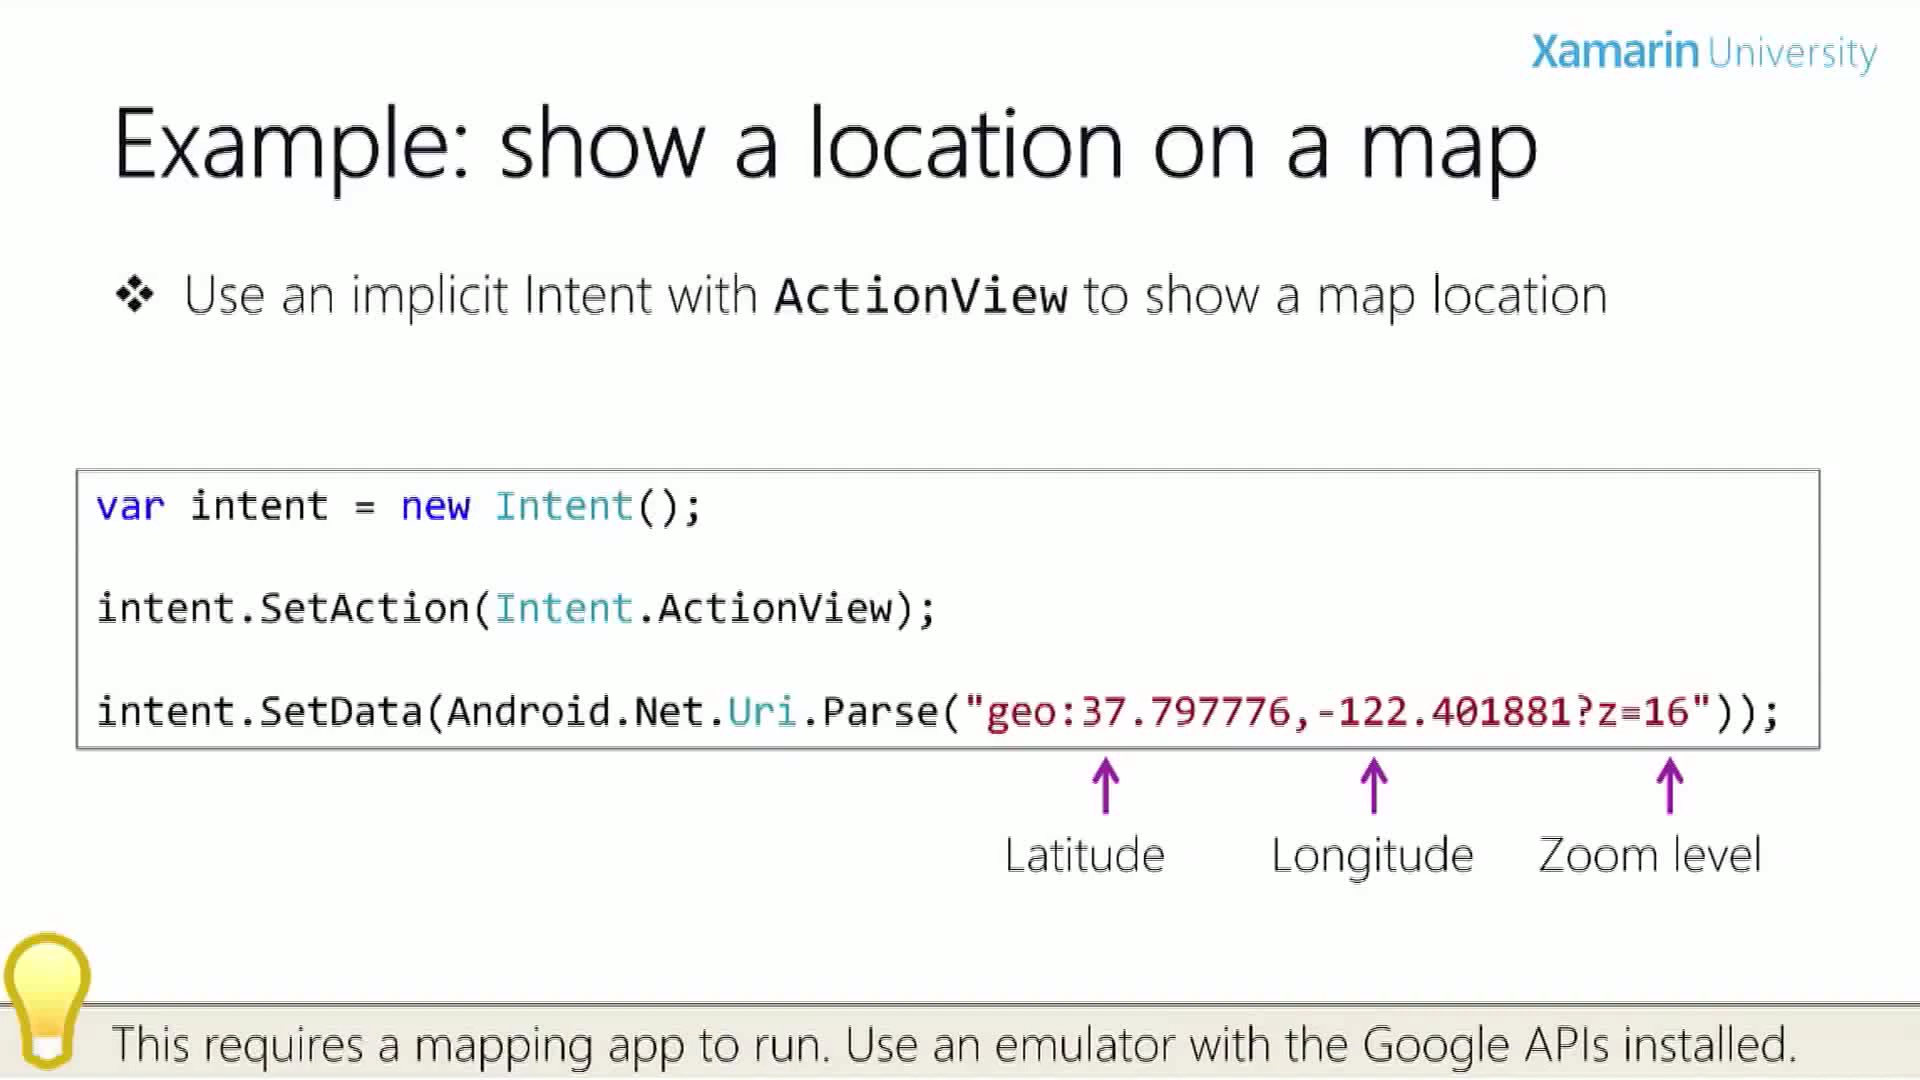 Xamarin University
Example: show a location on a map
❖ Use an implicit Intent with ActionView to show a map location
var intent = new Intent();
intent.SetAction(Intent.ActionView);
intent.SetData(Android.Net.Uri.Parse("geo:37.797776,-122.401881?z=16"));
Latitude Longitude Zoom level
This requires a mapping app to run. Use an emulator with the Google APIs installed.